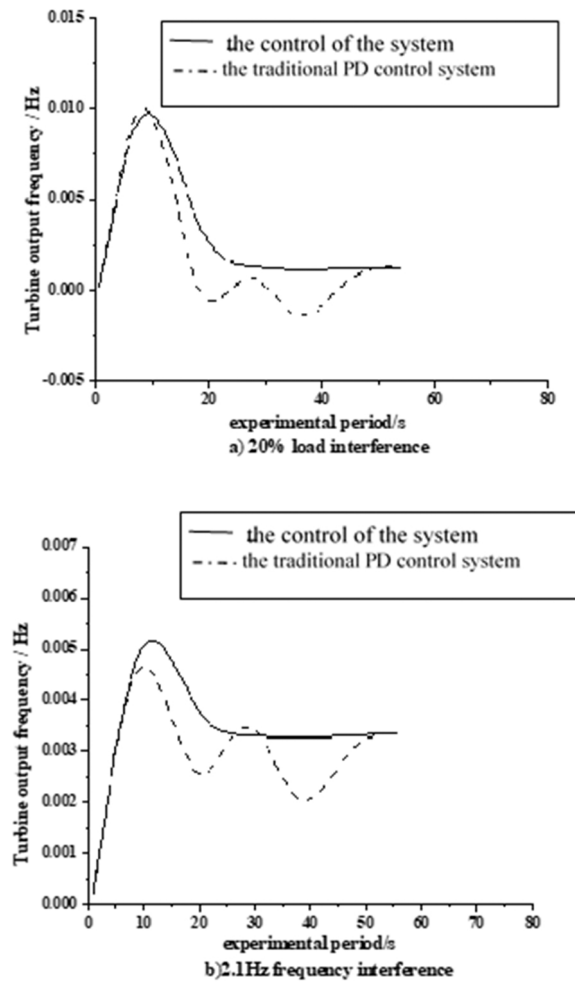 0.015
the control of the system
the traditional PD control system
0.010
0.005
0.000
-0.005
Turbine output frequency / Hz
0 20 40 60 80
experimental period/s
a) 20% load interference
the control of the system
the traditional PD control system
0.007
0.006
0.005
0.004
0.003
0.002
0.001
0.000
Turbine output frequency / Hz
0 10 20 30 40 50 60 70 80
experimental period/s
b)2.1Hz frequency interference